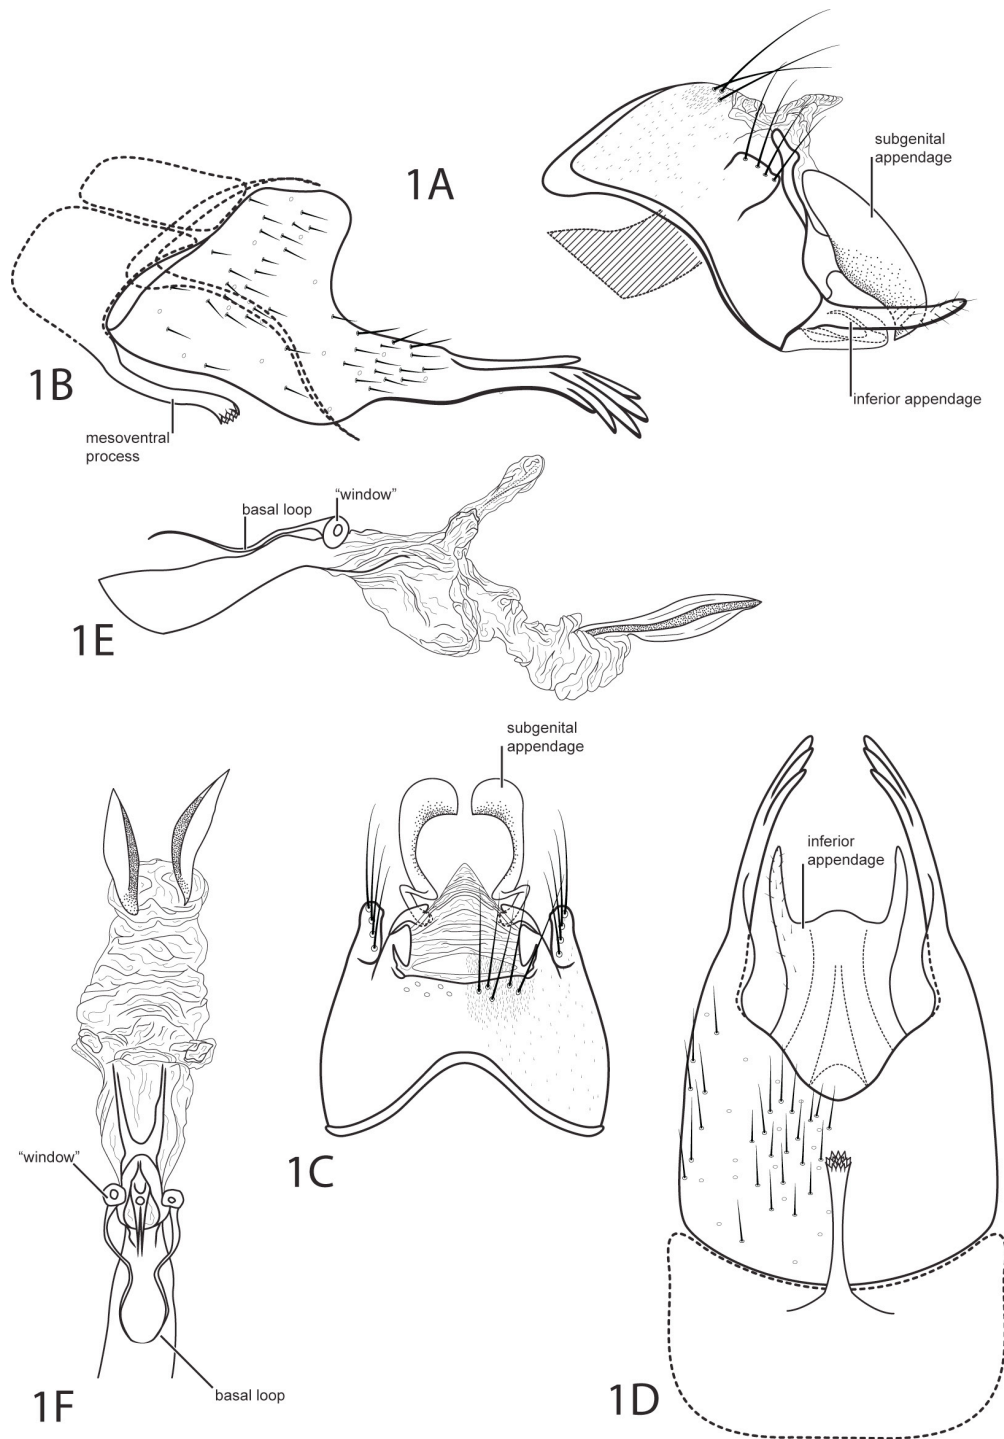 1A
subgenital
appendage
inferior appendage
1B
mesoventral
process
"window"
basal loop
1E
subgenital
appendage
1C
inferior
appendage
1D
"window"
basal loop
1F